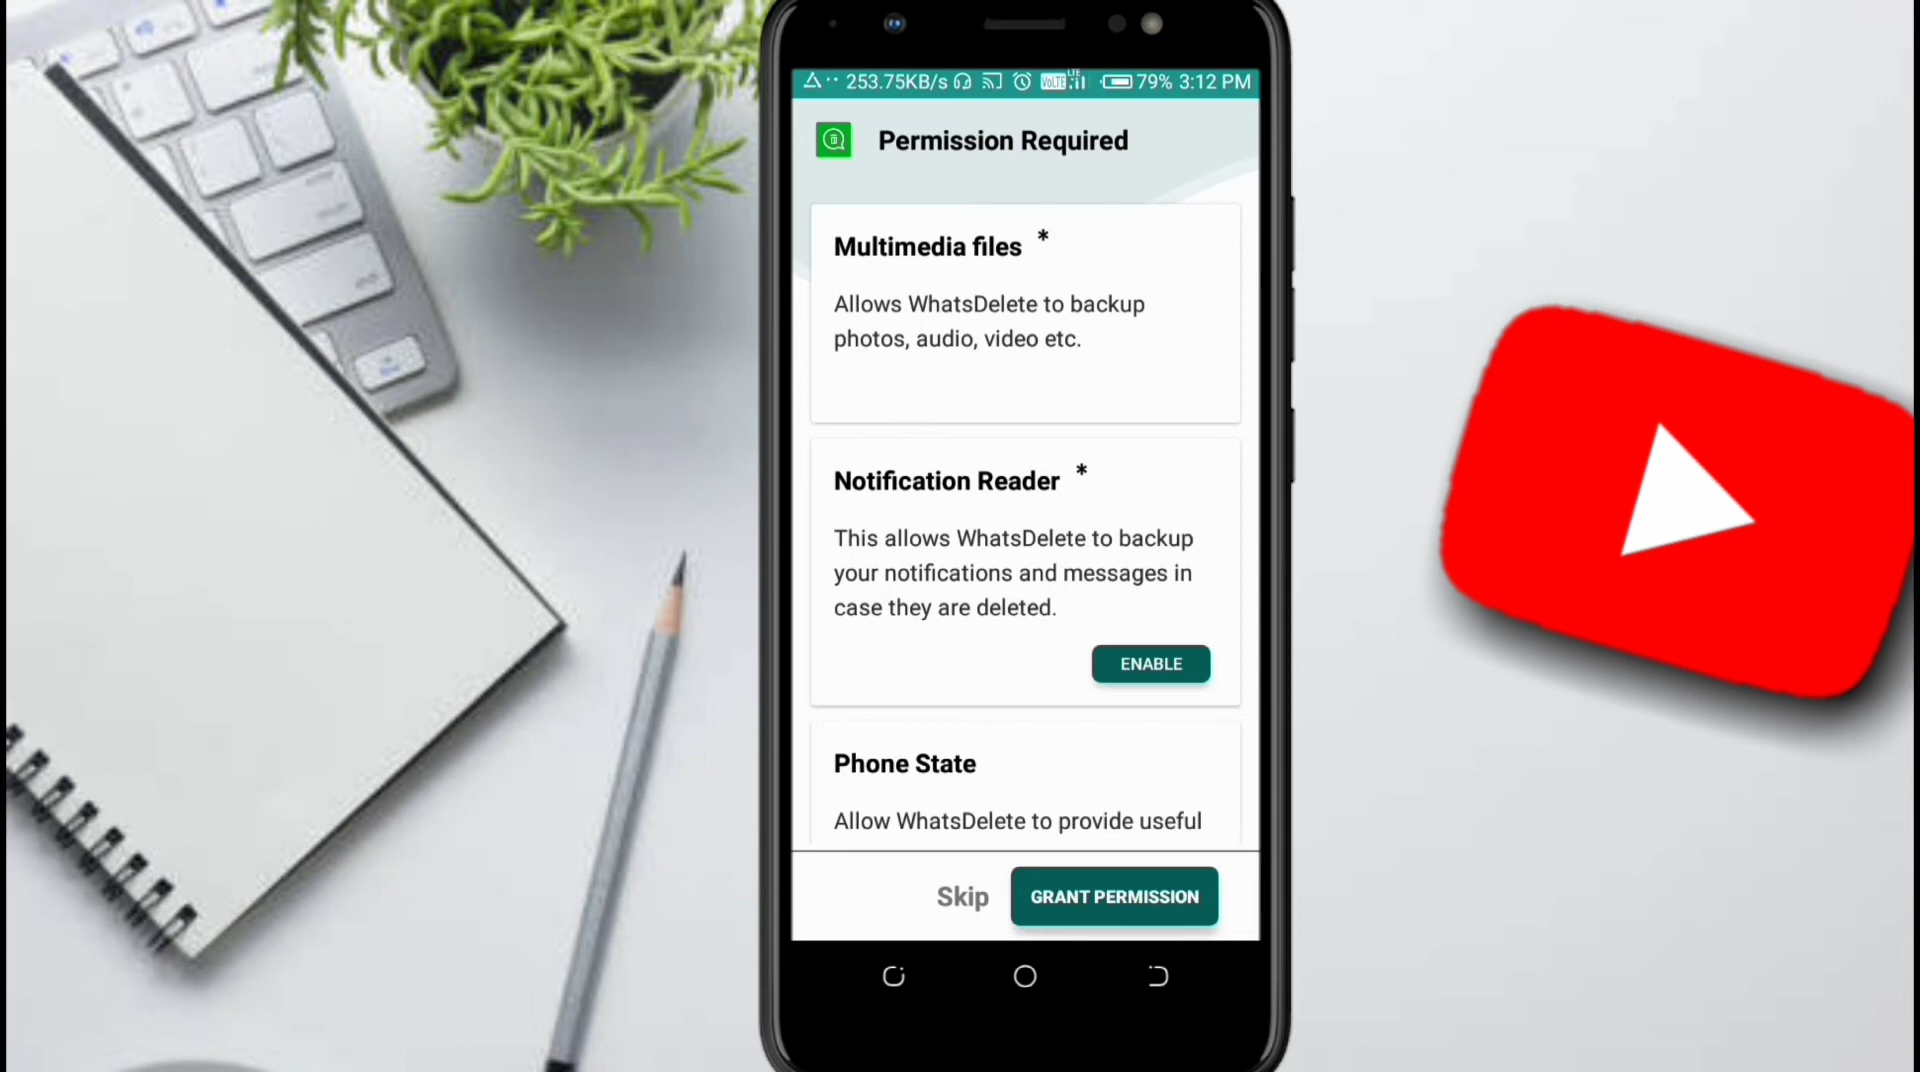 253.75KB/s VoLTE LTE 79% 3:12 PM
Permission Required
Multimedia files *
Allows WhatsDelete to backup
photos, audio, video etc.
Notification Reader *
This allows WhatsDelete to backup
your notifications and messages in
case they are deleted.
ENABLE
Phone State
Allow WhatsDelete to provide useful
Skip GRANT PERMISSION